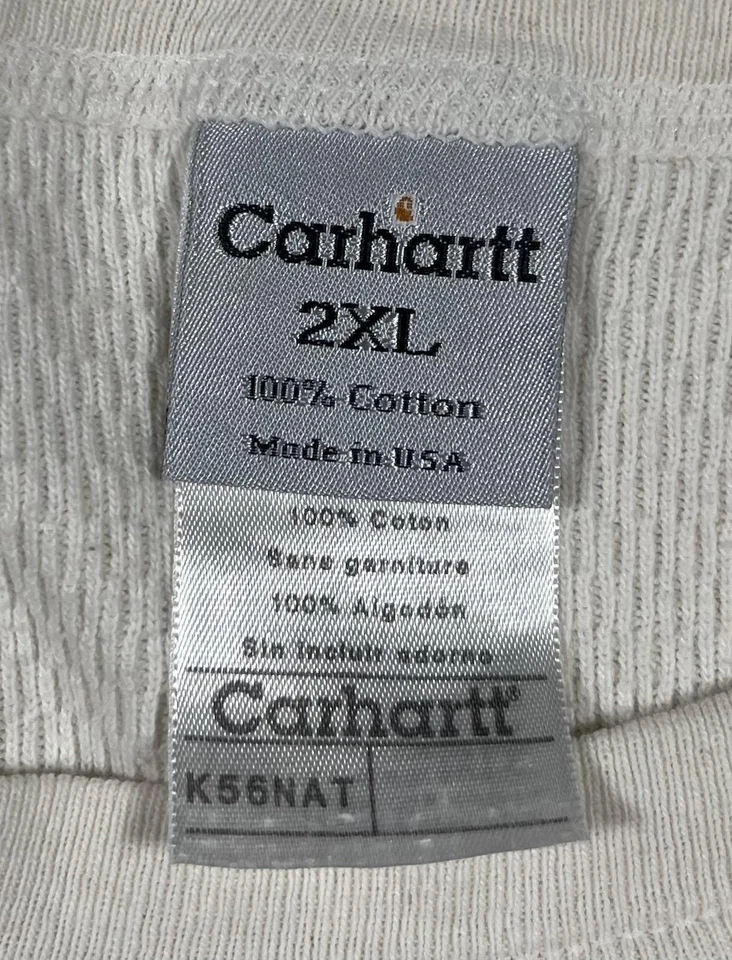 Carhartt
2XL
100% Cotton
Made in USA
100% Coton
Sans garniture
100% Algodón
Sin incluir adorno
Carhartt®
K56NAT